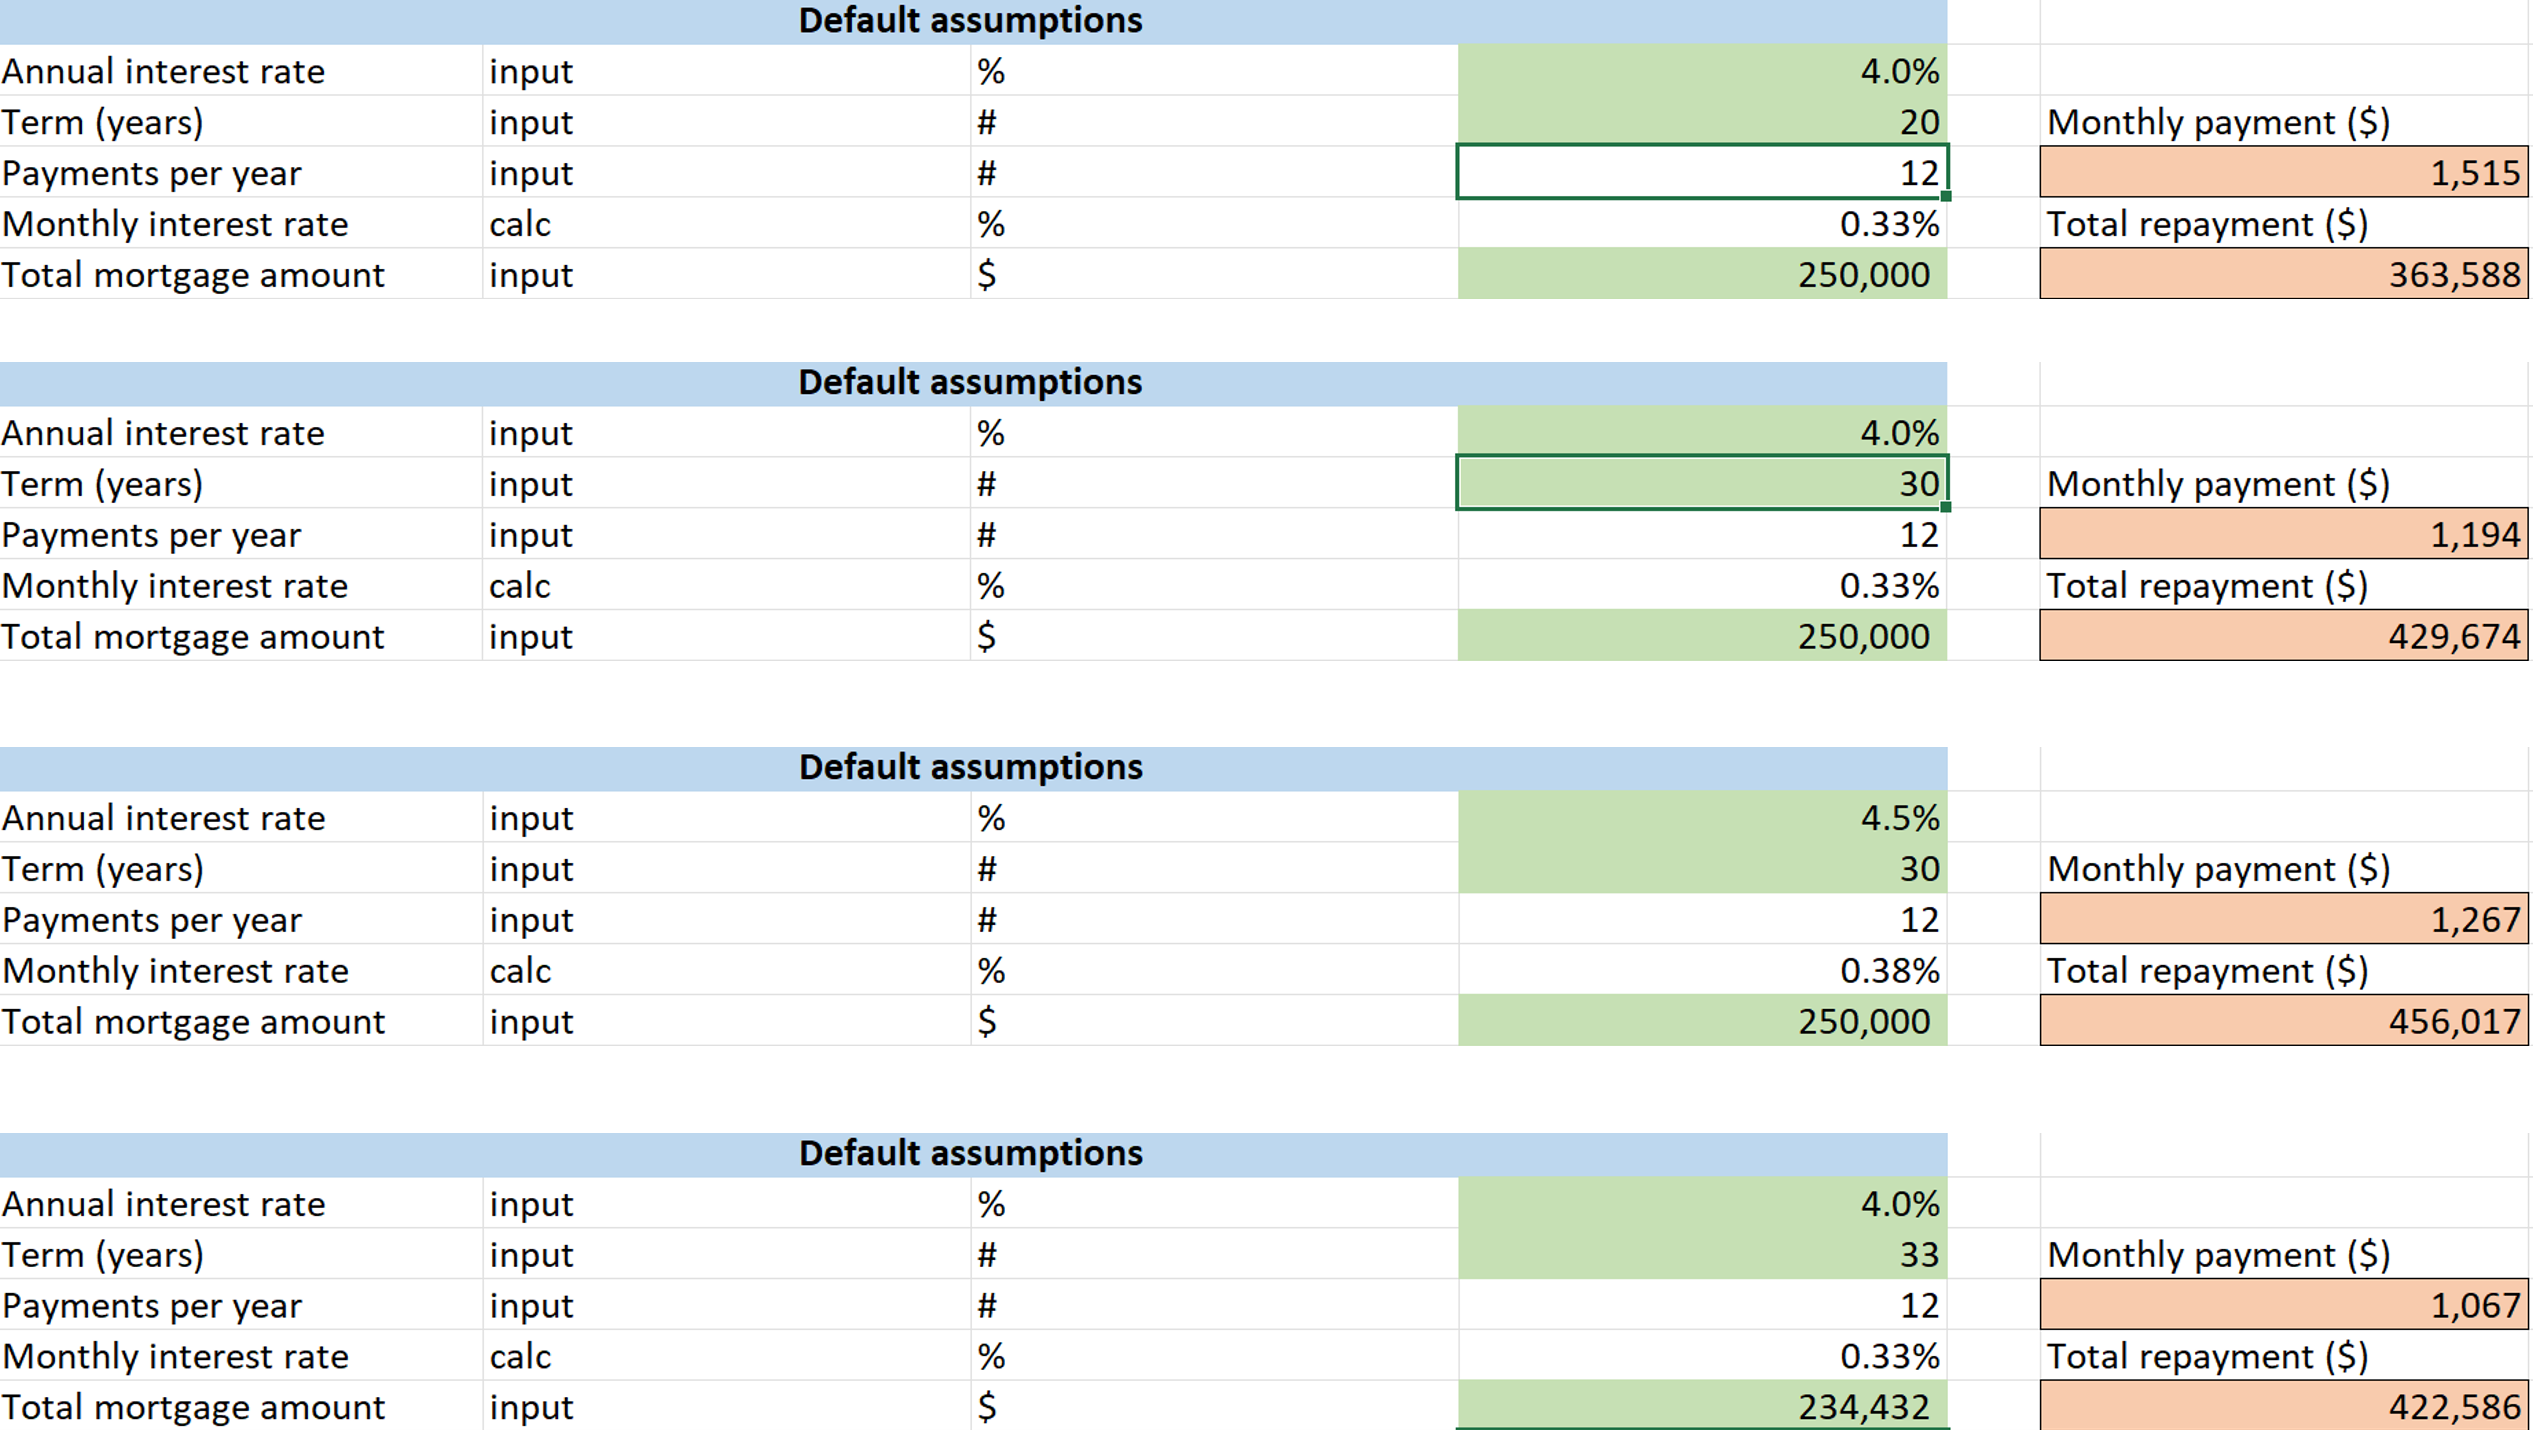 Default assumptions
Annual interest rate input % 4.0%
Term (years) input # 20 Monthly payment ($)
Payments per year input # 12 1,515
Monthly interest rate calc % 0.33% Total repayment ($)
Total mortgage amount input $ 250,000 363,588
Default assumptions
Annual interest rate input % 4.0%
Term (years) input # 30 Monthly payment ($)
Payments per year input # 12 1,194
Monthly interest rate calc % 0.33% Total repayment ($)
Total mortgage amount input $ 250,000 429,674
Default assumptions
Annual interest rate input % 4.5%
Term (years) input # 30 Monthly payment ($)
Payments per year input # 12 1,267
Monthly interest rate calc % 0.38% Total repayment ($)
Total mortgage amount input $ 250,000 456,017
Default assumptions
Annual interest rate input % 4.0%
Term (years) input # 33 Monthly payment ($)
Payments per year input # 12 1,067
Monthly interest rate calc % 0.33% Total repayment ($)
Total mortgage amount input $ 234,432 422,586